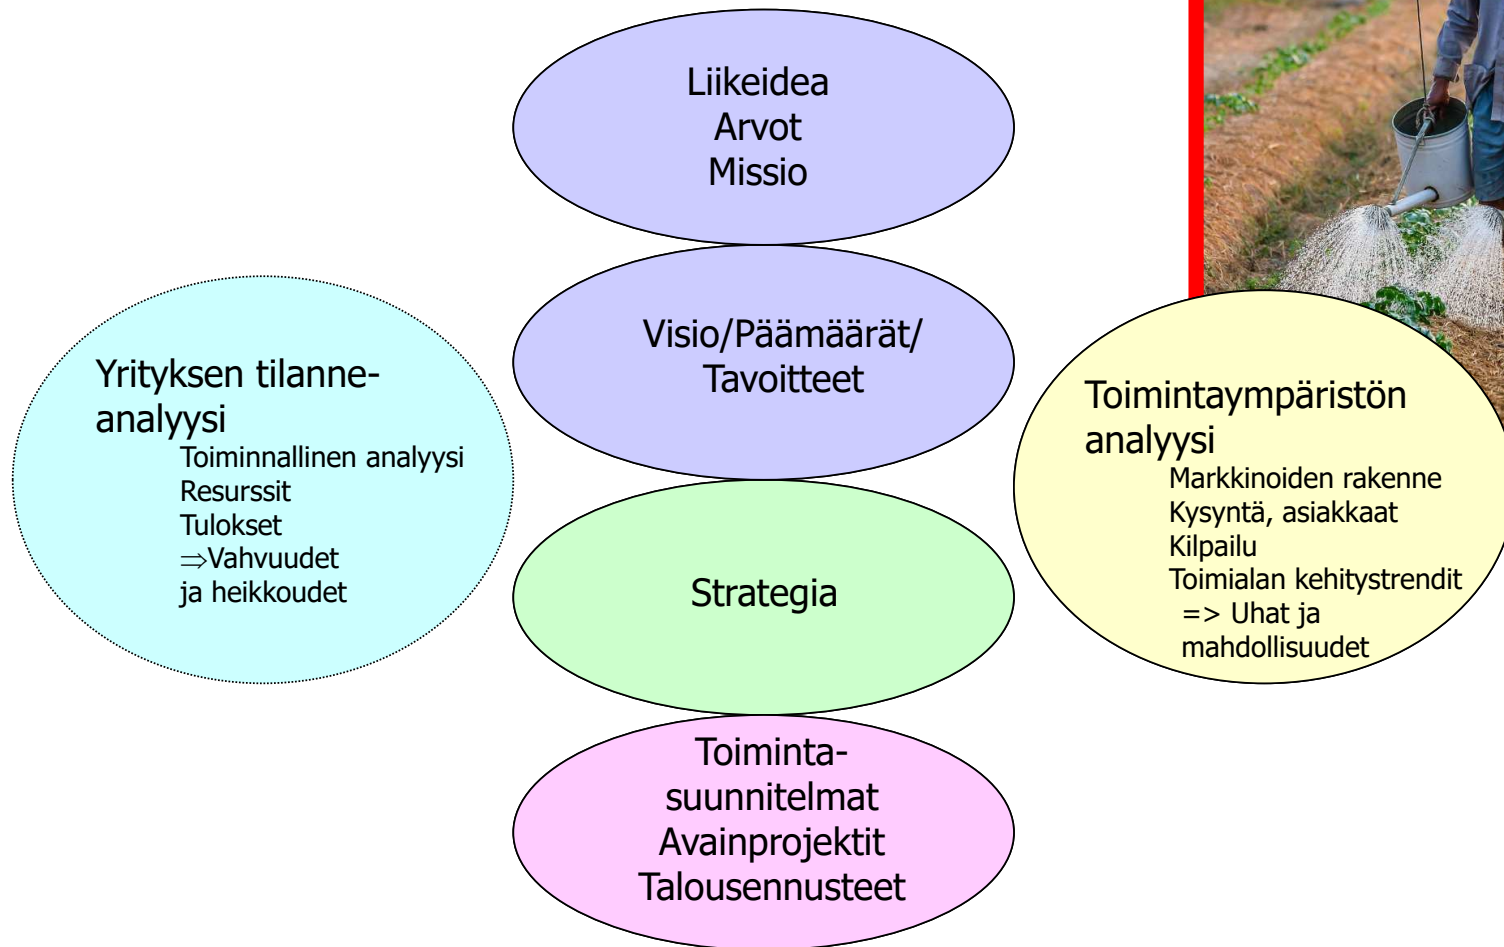 Liikeidea
Arvot
Missio
Visio/Päämäärät/
Tavoitteet
Yrityksen tilanne-
analyysi
Toiminnallinen analyysi
Resurssit
Tulokset
⇒Vahvuudet
ja heikkoudet
Toimintaympäristön
analyysi
Markkinoiden rakenne
Kysyntä, asiakkaat
Kilpailu
Toimialan kehitystrendit
=> Uhat ja
mahdollisuudet
Strategia
Toiminta-
suunnitelmat
Avainprojektit
Talousennusteet